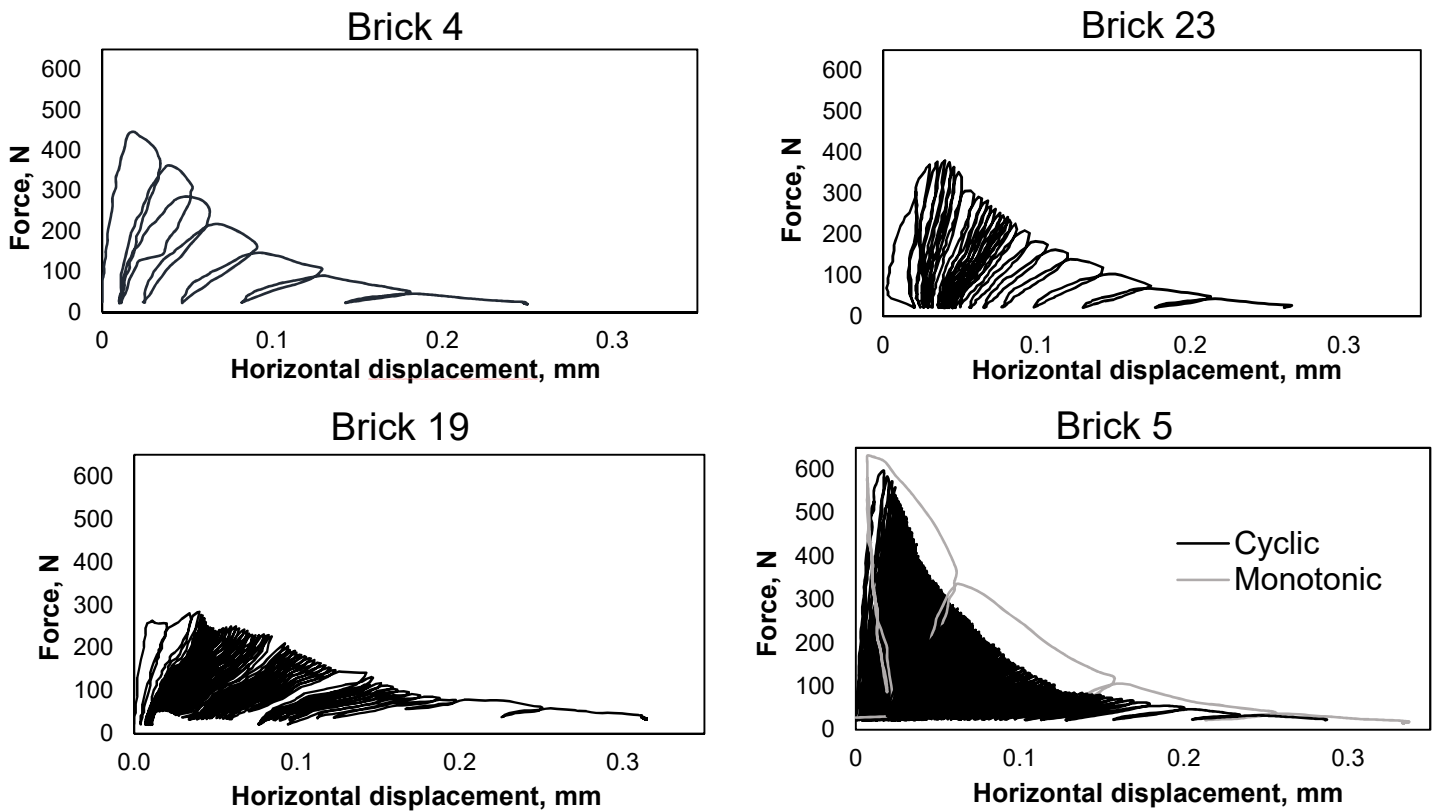 Brick 4
600
500
400
300
200
100
0
Force, N
0 0.1 0.2 0.3
Horizontal displacement, mm
Brick 23
600
500
400
300
200
100
0
Force, N
0 0.1 0.2 0.3
Horizontal displacement, mm
Brick 19
600
500
400
300
200
100
0
Force, N
0.0 0.1 0.2 0.3
Horizontal displacement, mm
Brick 5
600
500
400
300
200
100
0
Force, N
Cyclic
Monotonic
0 0.1 0.2 0.3
Horizontal displacement, mm